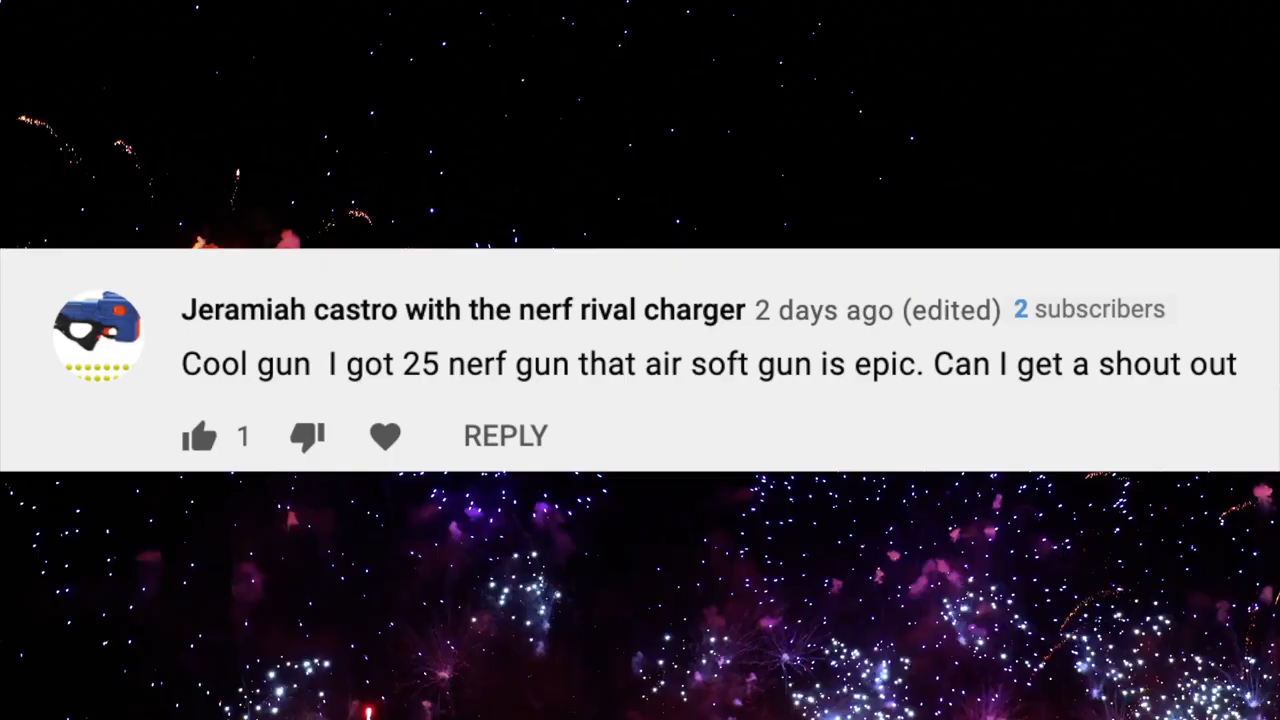 Jeramiah castro with the nerf rival charger 2 days ago (edited) 2 subscribers
Cool gun  I got 25 nerf gun that air soft gun is epic. Can I get a shout out
1 REPLY